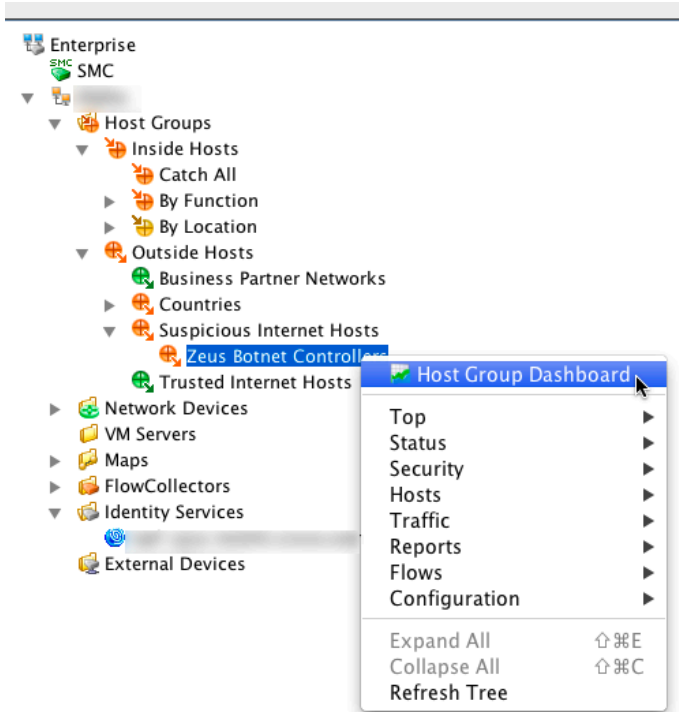 Enterprise
SMC
SMC
Host Groups
Inside Hosts
Catch All
By Function
By Location
Outside Hosts
Business Partner Networks
Countries
Suspicious Internet Hosts
Zeus Botnet Controllers
Host Group Dashboard
Trusted Internet Hosts
Network Devices
Top
VM Servers
Status
Maps
Security
FlowCollectors
Hosts
Identity Services
Traffic
Reports
External Devices
Flows
Configuration
Expand All ⇧⌘E
Collapse All ⇧⌘C
Refresh Tree